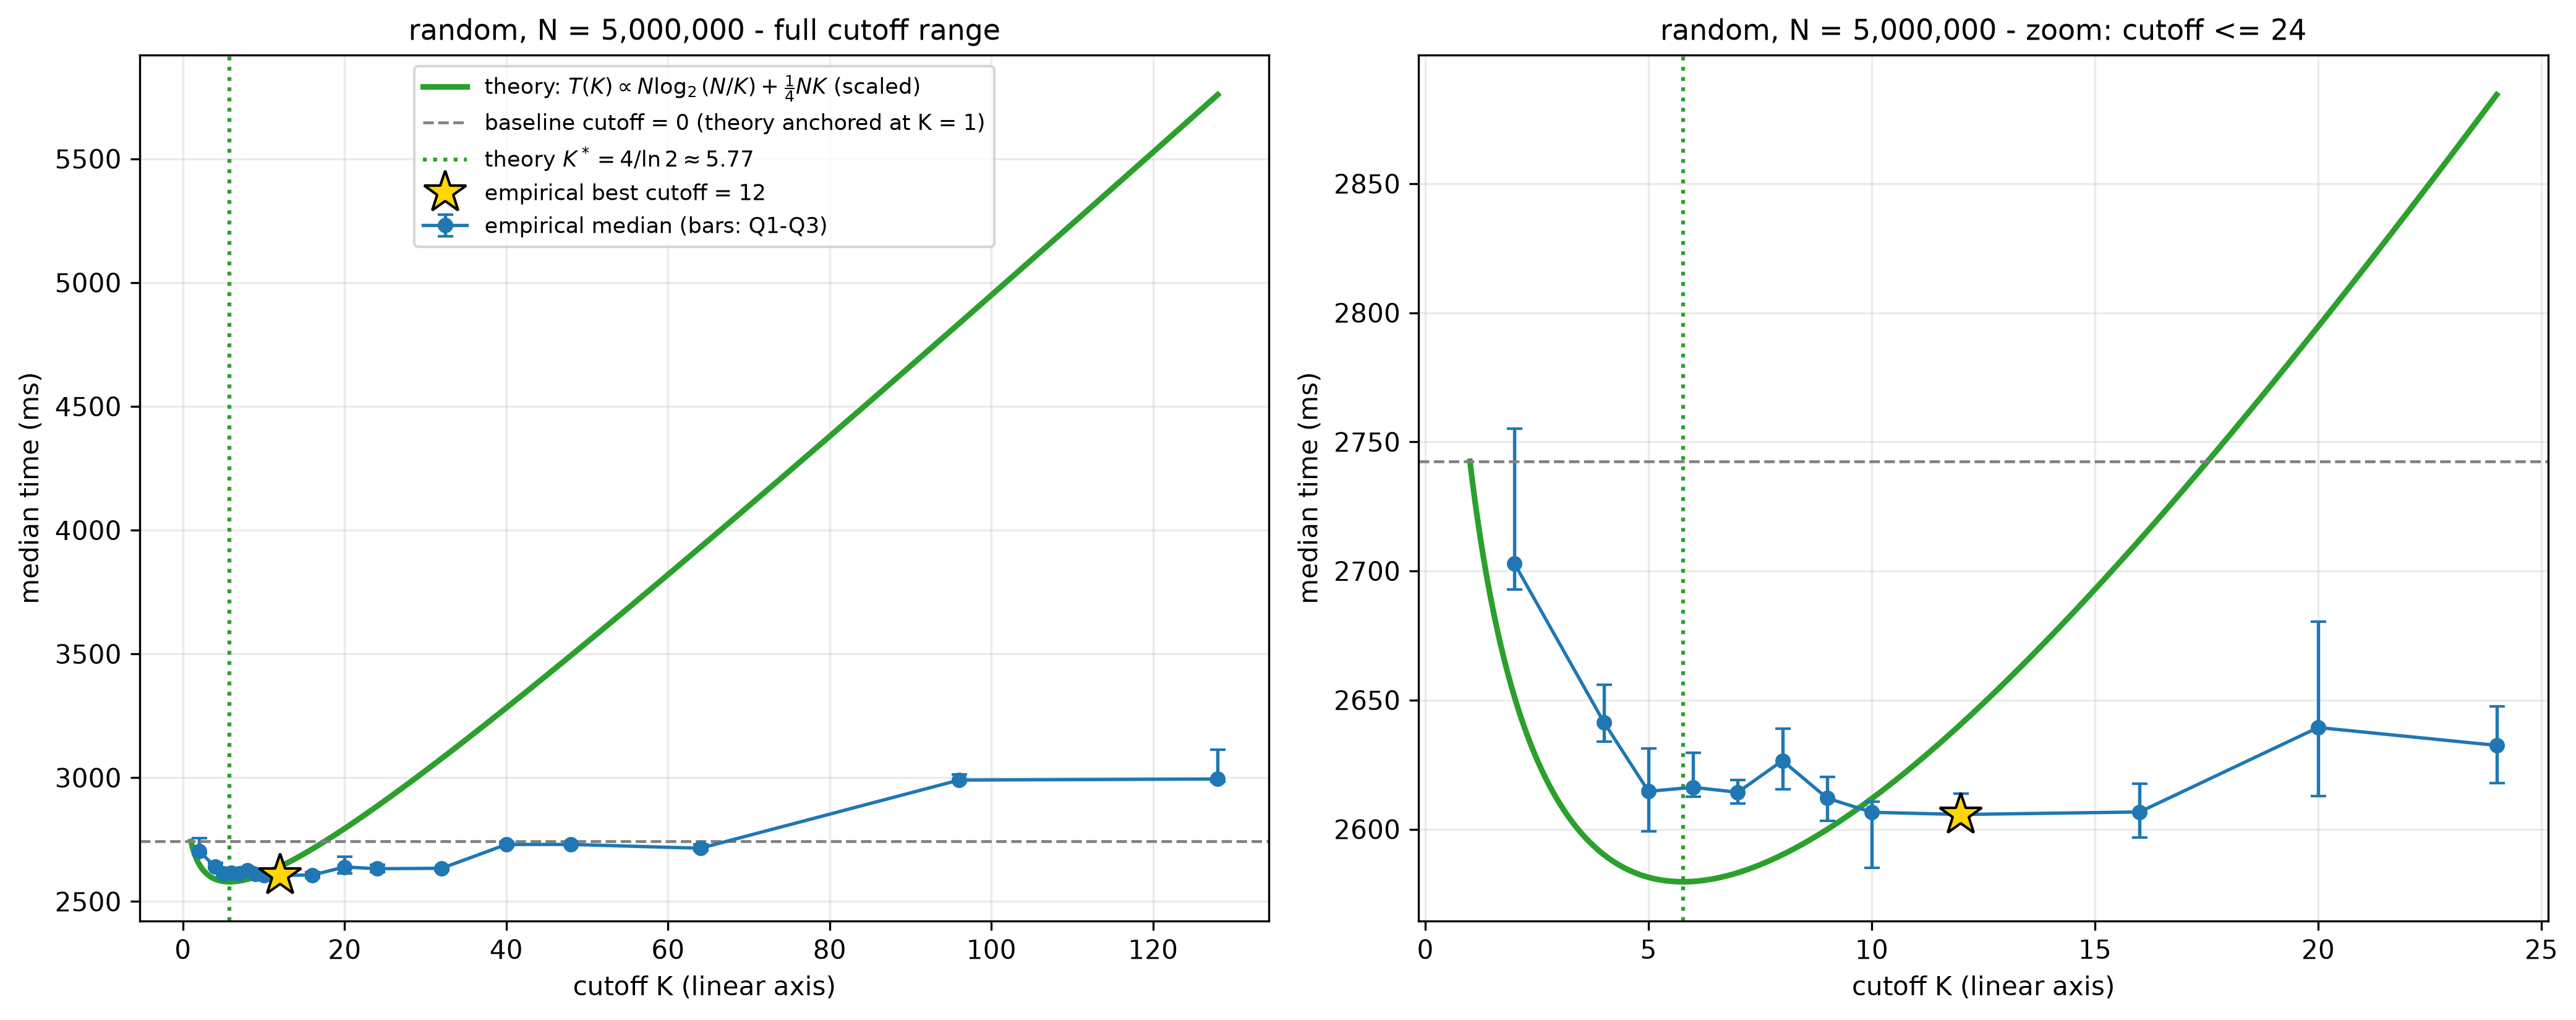 random, N = 5,000,000 - full cutoff range
theory: T(K) ∝ Nlog₂ (N/K) + ¼NK (scaled)
baseline cutoff = 0 (theory anchored at K = 1)
theory K* = 4/ln 2 ≈ 5.77
empirical best cutoff = 12
empirical median (bars: Q1-Q3)
median time (ms)
5500
5000
4500
4000
3500
3000
2500
0 20 40 60 80 100 120
cutoff K (linear axis)
random, N = 5,000,000 - zoom: cutoff <= 24
median time (ms)
2850
2800
2750
2700
2650
2600
0 5 10 15 20 25
cutoff K (linear axis)